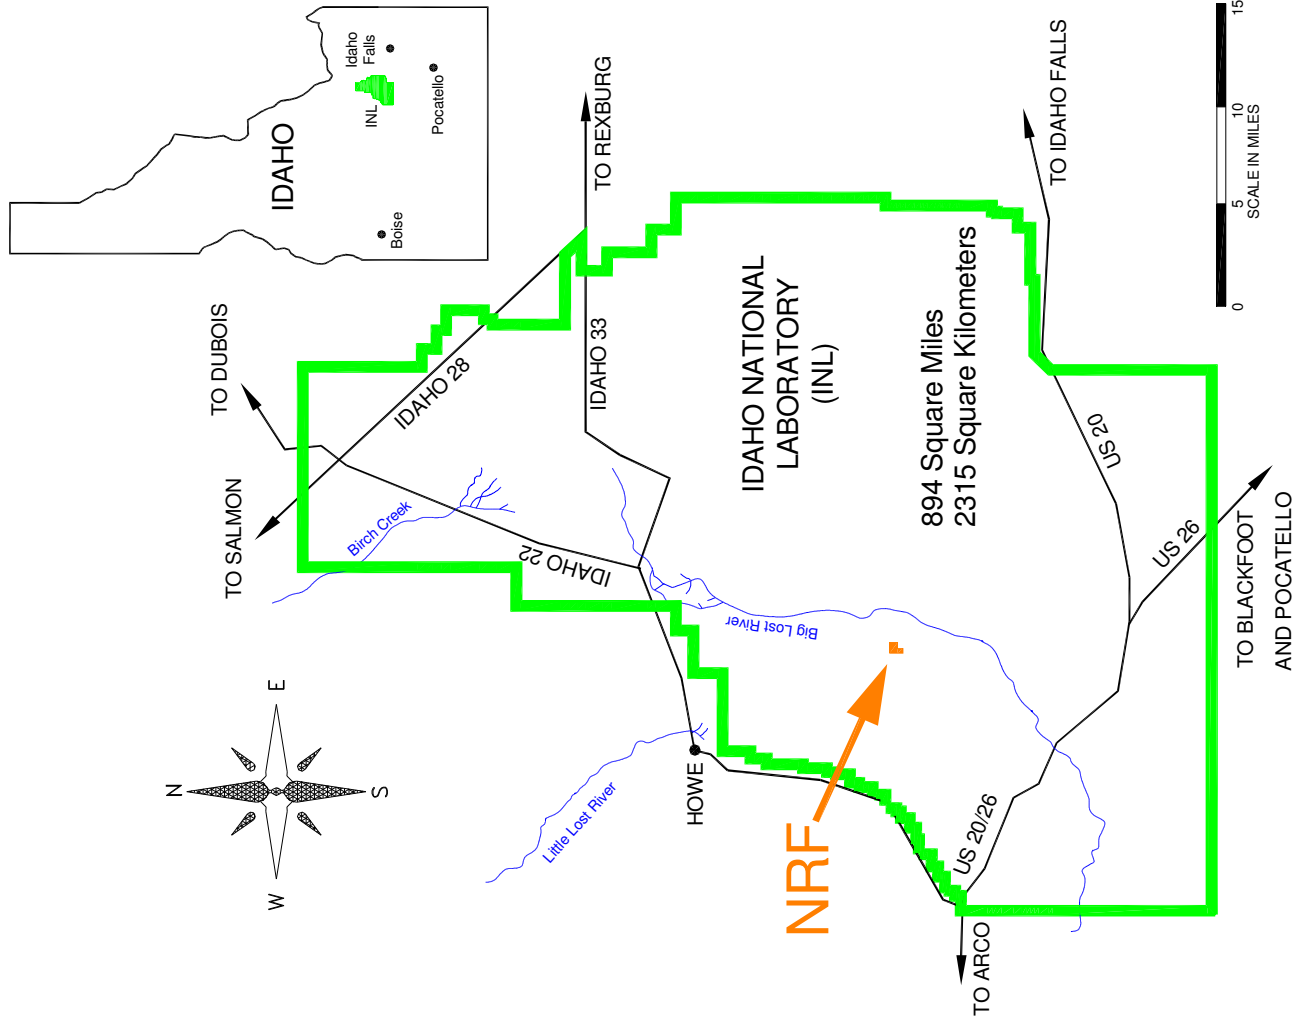 IDAHO
INL
Idaho
Falls
Pocatello
Boise
N
E
S
W
TO SALMON
TO DUBOIS
TO REXBURG
IDAHO 28
IDAHO 33
IDAHO 22
Birch Creek
Little Lost River
Big Lost River
HOWE
IDAHO NATIONAL
LABORATORY
(INL)
894 Square Miles
2315 Square Kilometers
NRF
US 20/26
US 20
US 26
TO ARCO
TO IDAHO FALLS
TO BLACKFOOT
AND POCATELLO
0
5
10
15
SCALE IN MILES